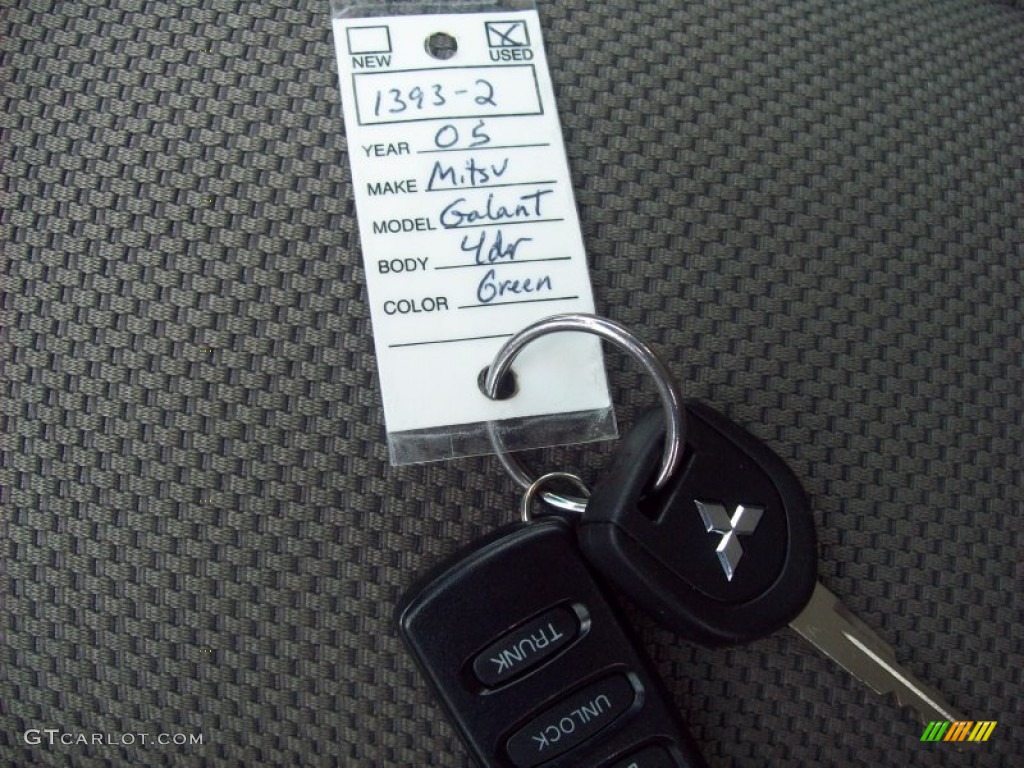 NEW USED
1393-2
YEAR 05
MAKE Mitsu
MODEL Galant
BODY 4dr
COLOR Green
TRUNK
UNLOCK
GTCARLOT.COM